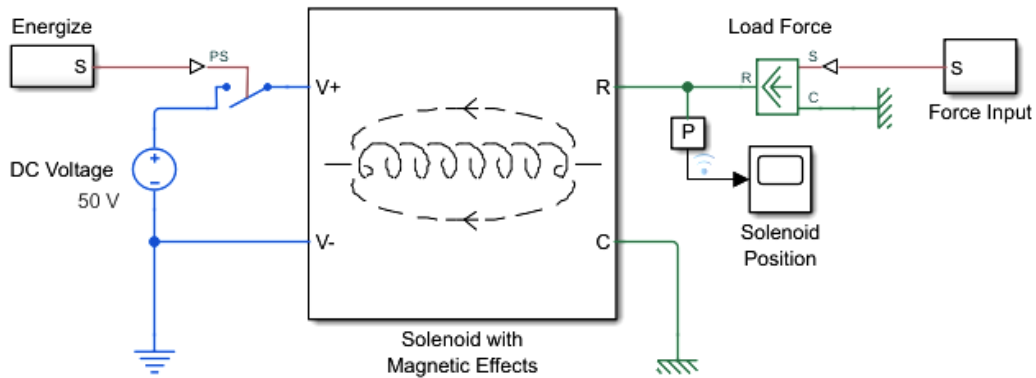 Energize
S
PS
DC Voltage
50 V
V+
V-
R
C
Solenoid with
Magnetic Effects
P
Load Force
R
S
C
S
Force Input
Solenoid
Position